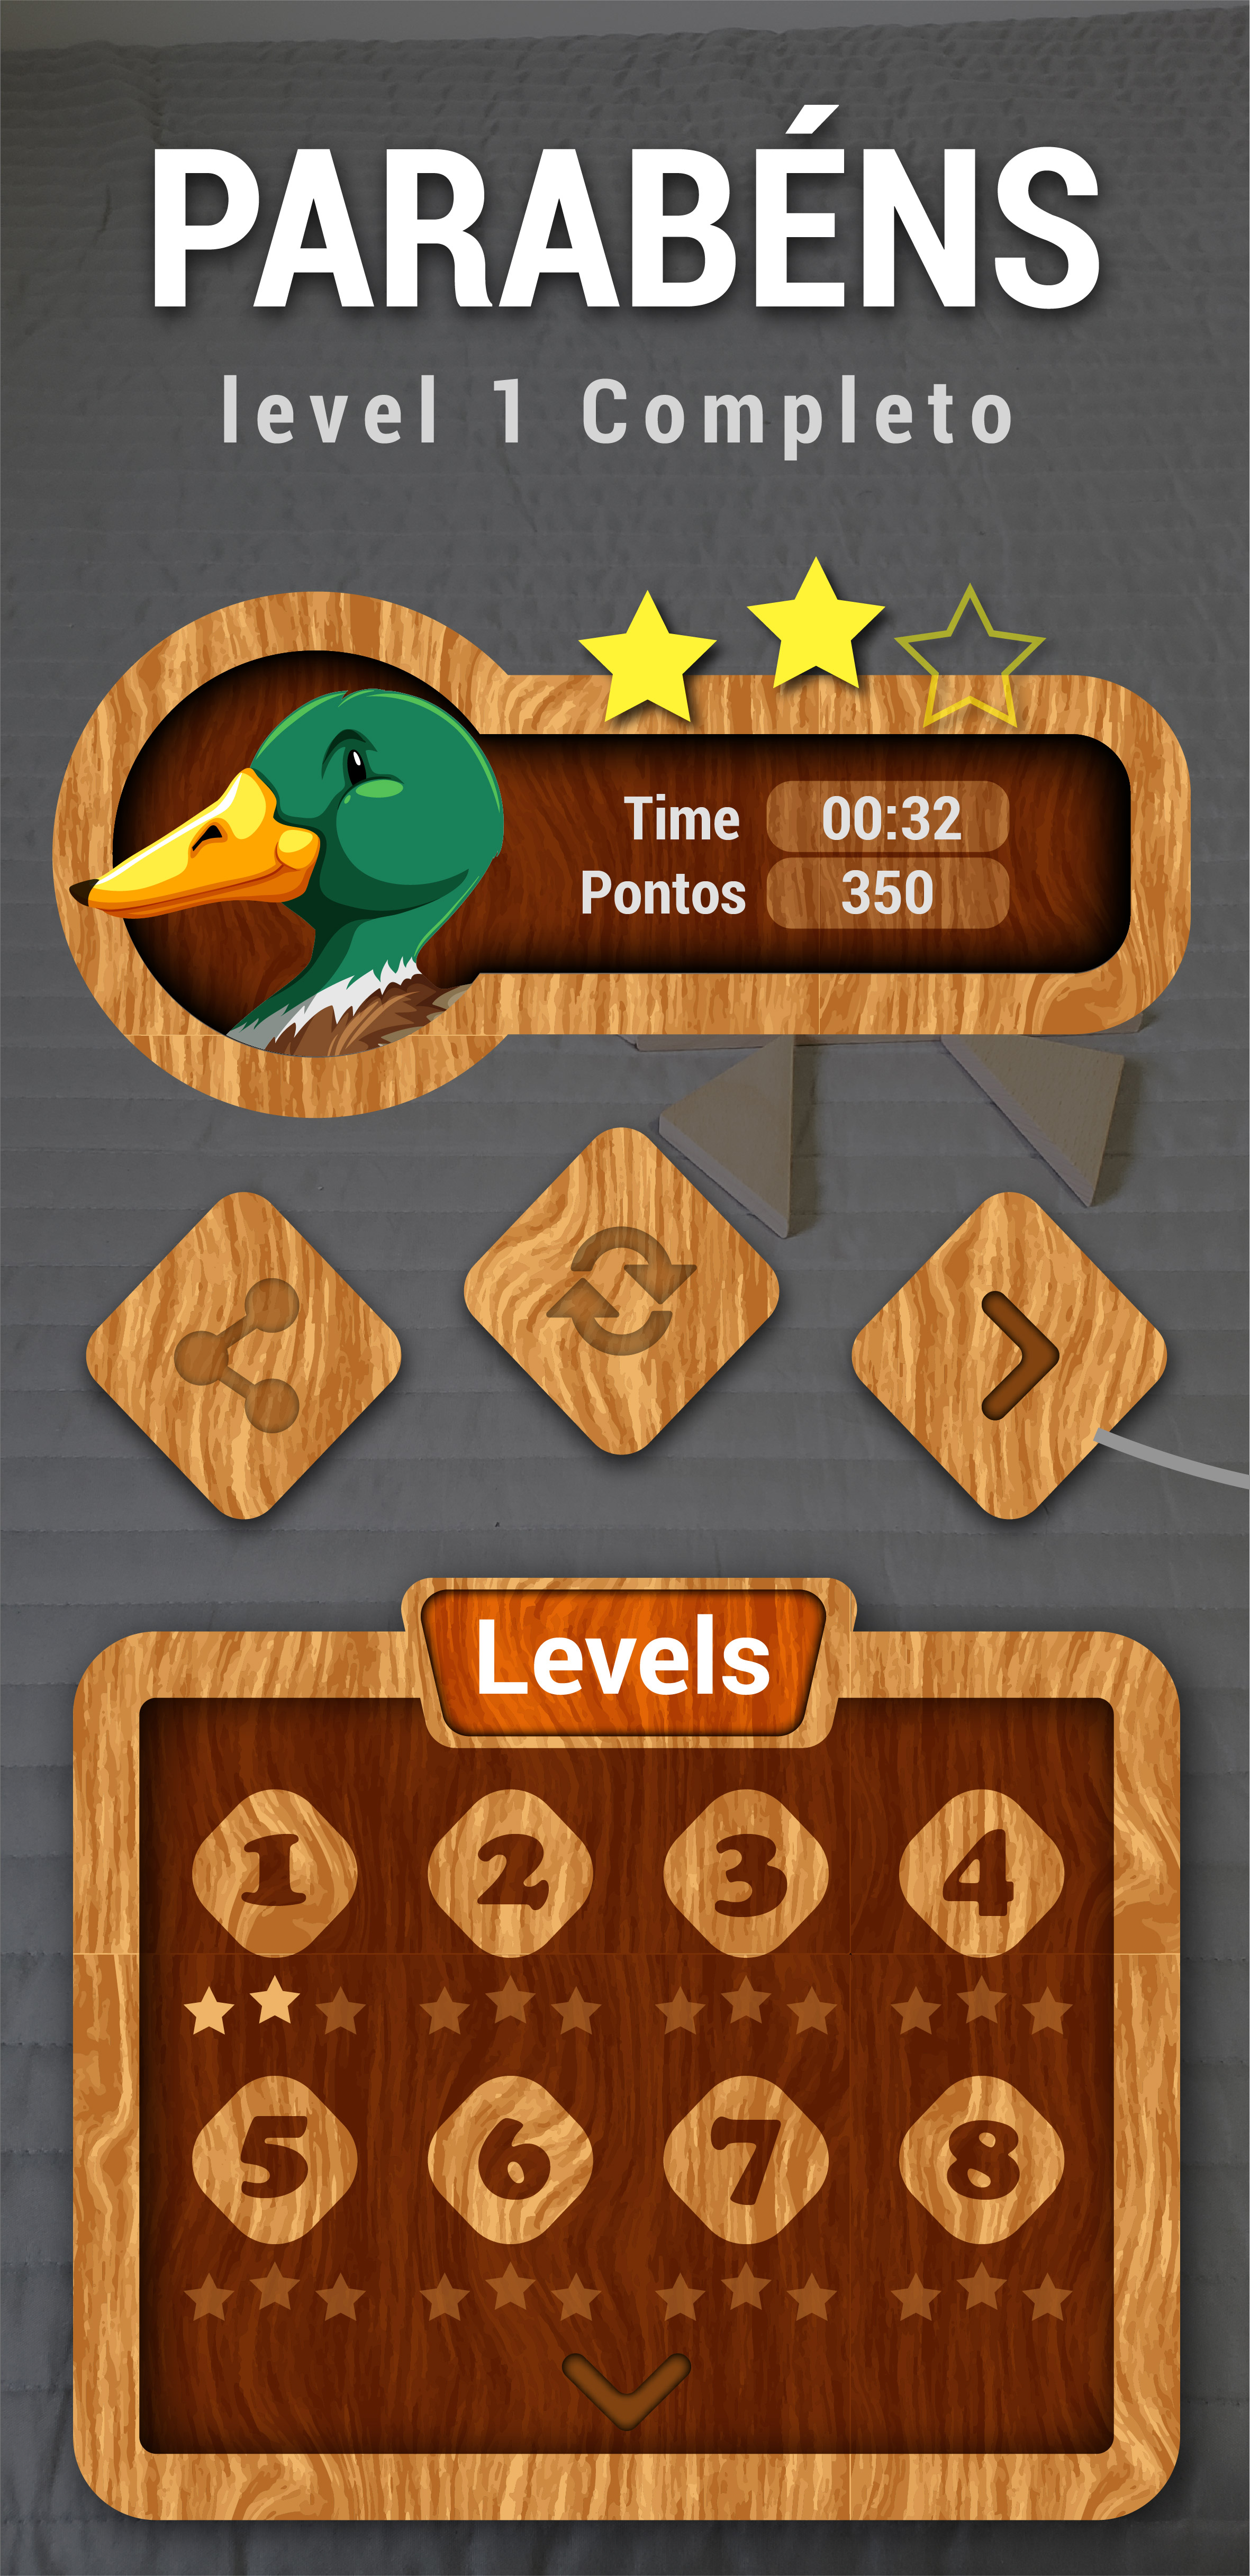 PARABÉNS
level 1 Completo
Time 00:32
Pontos 350
Levels
1 2 3 4
5 6 7 8